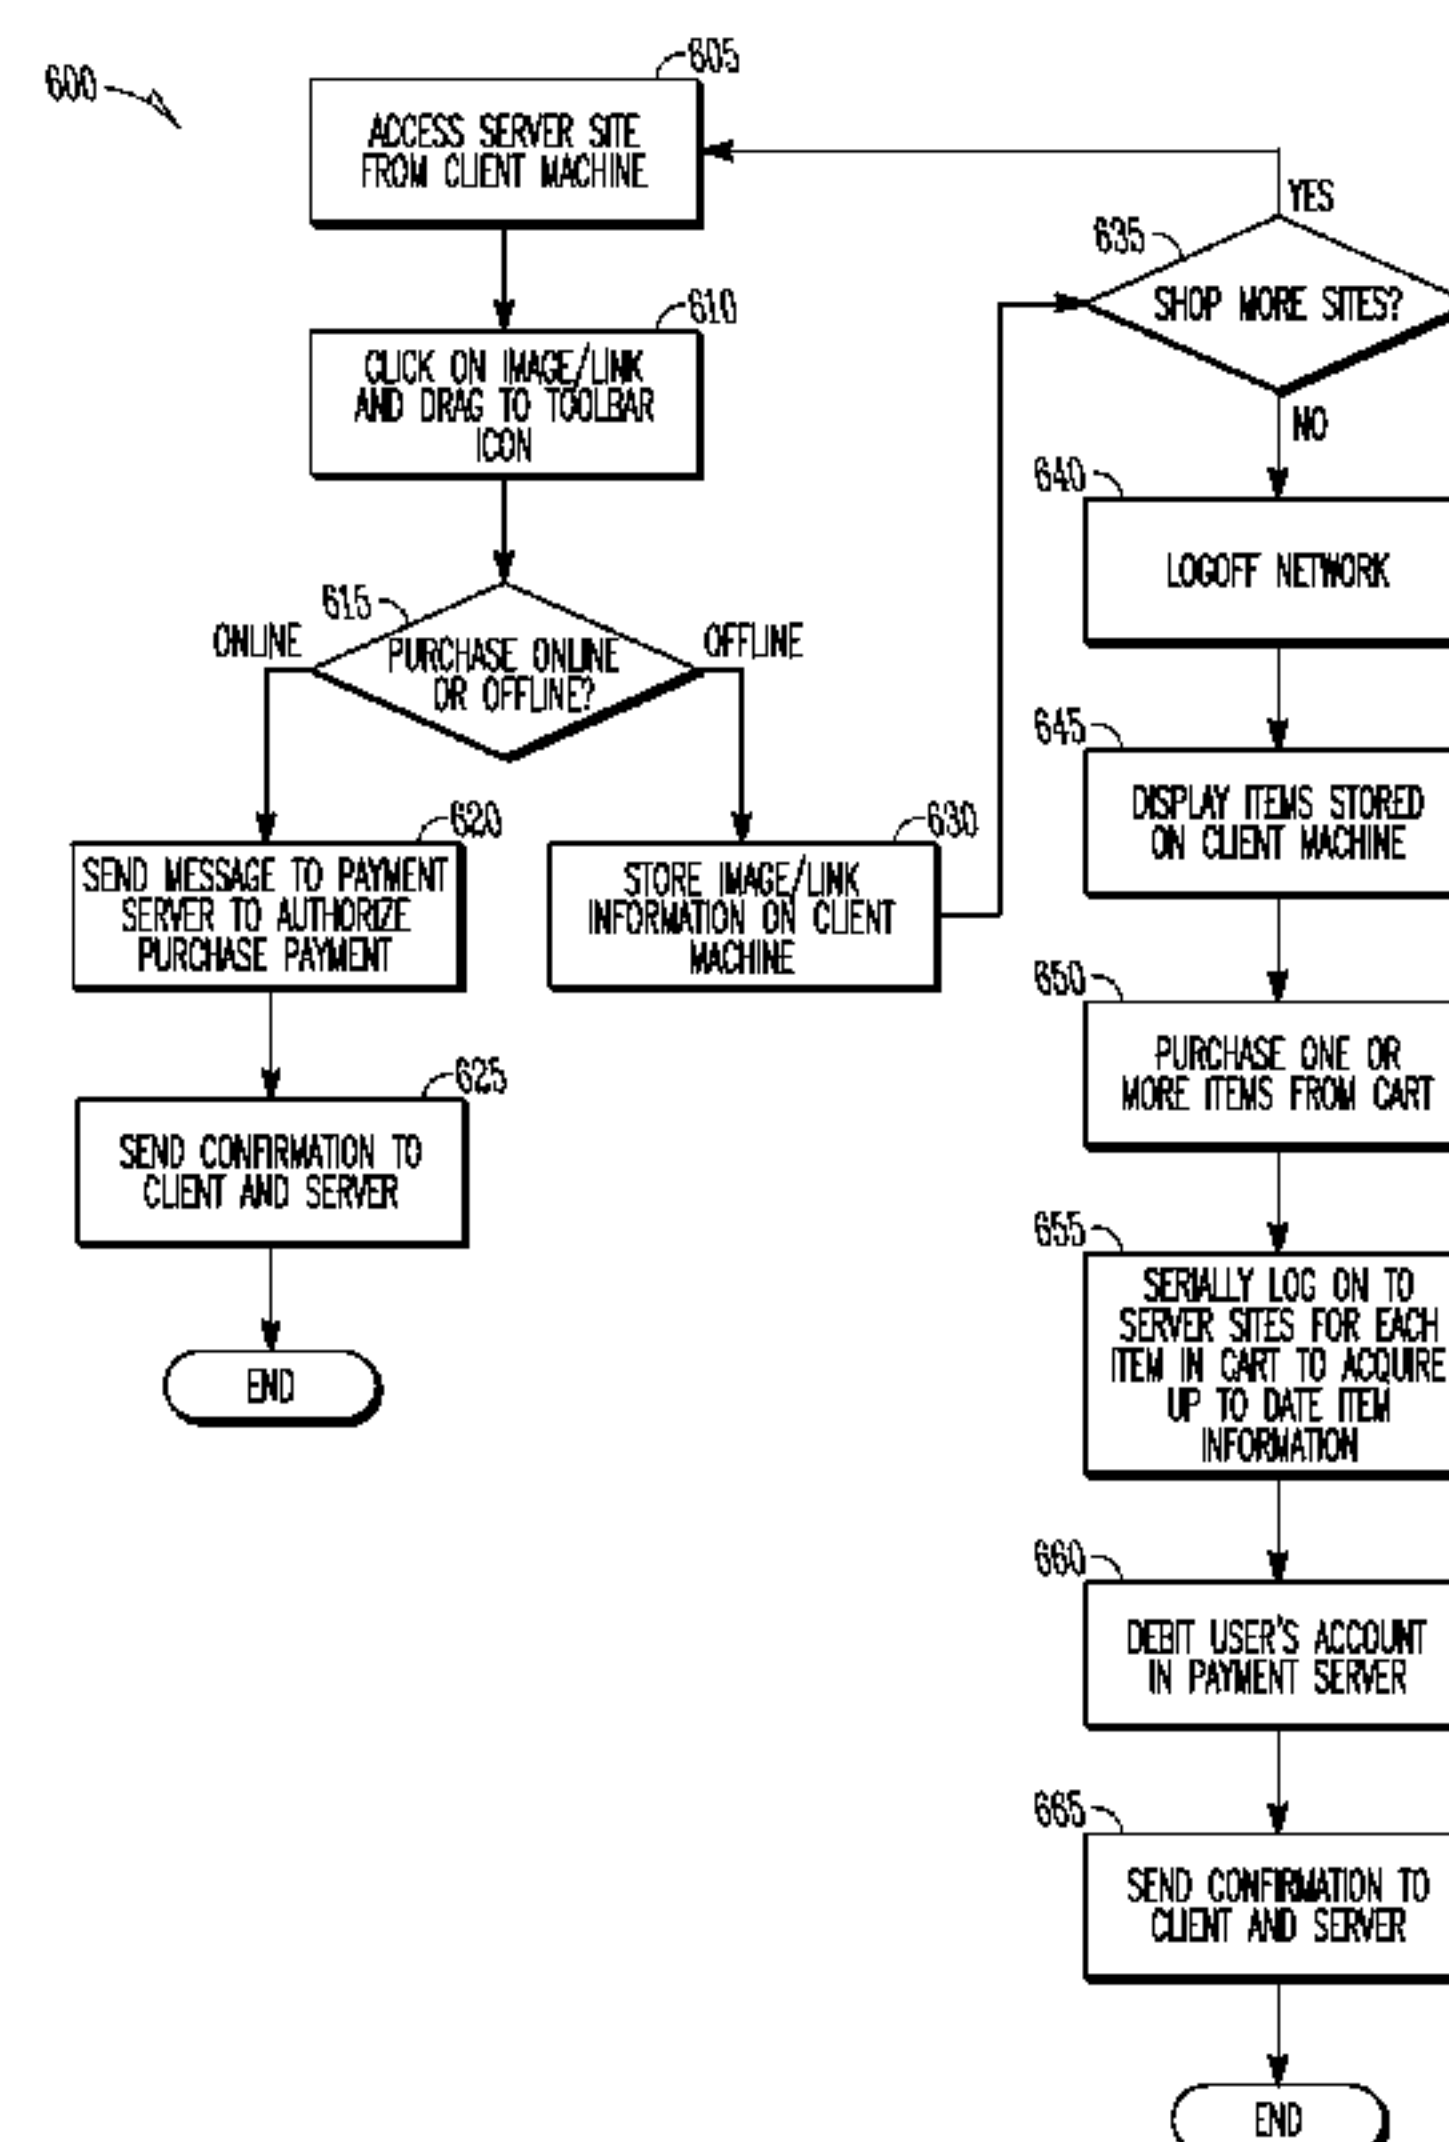 600
605
ACCESS SERVER SITE
FROM CLIENT MACHINE
610
CLICK ON IMAGE/LINK
AND DRAG TO TOOLBAR
ICON
615
PURCHASE ONLINE
OR OFFLINE?
ONLINE
OFFLINE
620
SEND MESSAGE TO PAYMENT
SERVER TO AUTHORIZE
PURCHASE PAYMENT
625
SEND CONFIRMATION TO
CLIENT AND SERVER
END
630
STORE IMAGE/LINK
INFORMATION ON CLIENT
MACHINE
YES
635
SHOP MORE SITES?
NO
640
LOGOFF NETWORK
645
DISPLAY ITEMS STORED
ON CLIENT MACHINE
650
PURCHASE ONE OR
MORE ITEMS FROM CART
655
SERIALLY LOG ON TO
SERVER SITES FOR EACH
ITEM IN CART TO ACQUIRE
UP TO DATE ITEM
INFORMATION
660
DEBIT USER'S ACCOUNT
IN PAYMENT SERVER
665
SEND CONFIRMATION TO
CLIENT AND SERVER
END